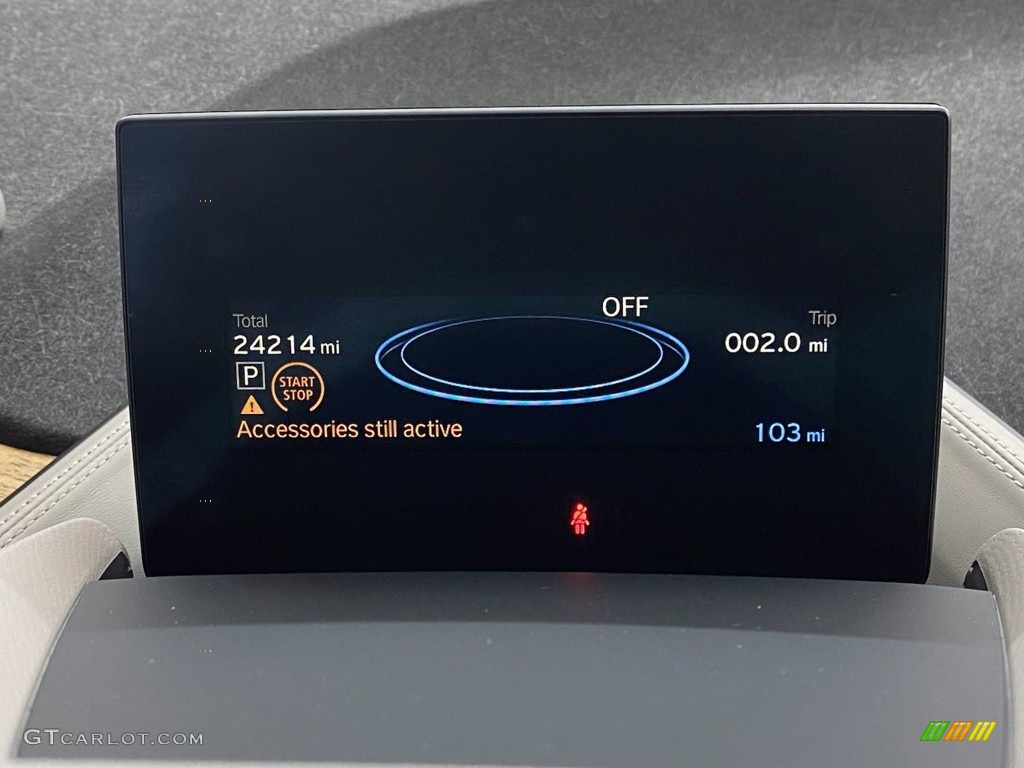 OFF
Total
Trip
24214 mi
002.0 mi
P
START
STOP
Accessories still active
103 mi
GTCARLOT.COM